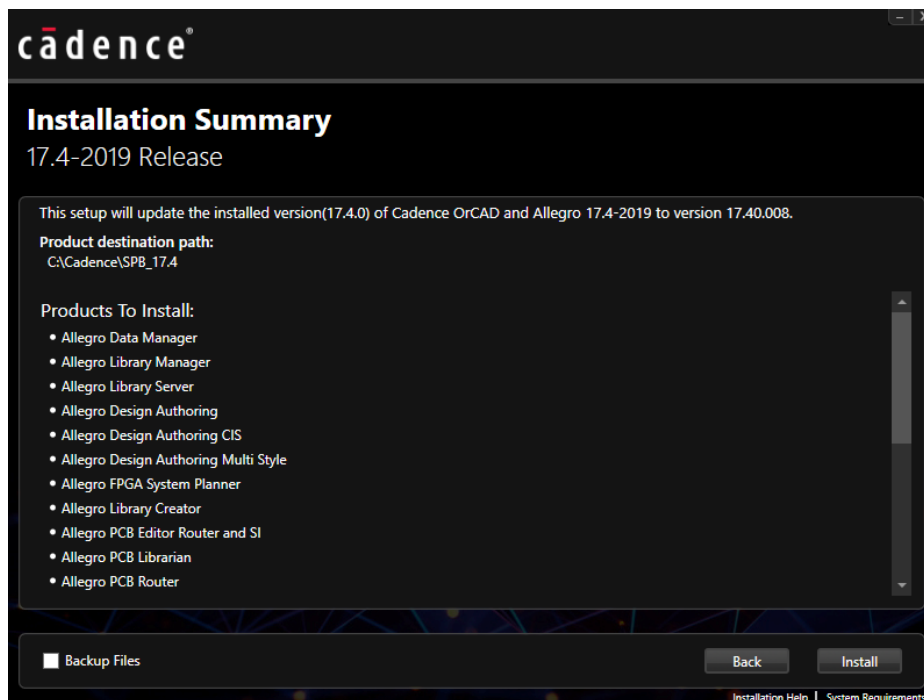 cādence®
Installation Summary
17.4-2019 Release
This setup will update the installed version(17.4.0) of Cadence OrCAD and Allegro 17.4-2019 to version 17.40.008.
Product destination path:
C:\Cadence\SPB_17.4
Products To Install:
• Allegro Data Manager
• Allegro Library Manager
• Allegro Library Server
• Allegro Design Authoring
• Allegro Design Authoring CIS
• Allegro Design Authoring Multi Style
• Allegro FPGA System Planner
• Allegro Library Creator
• Allegro PCB Editor Router and SI
• Allegro PCB Librarian
• Allegro PCB Router
Backup Files
Back
Install
Installation Help | System Requirements